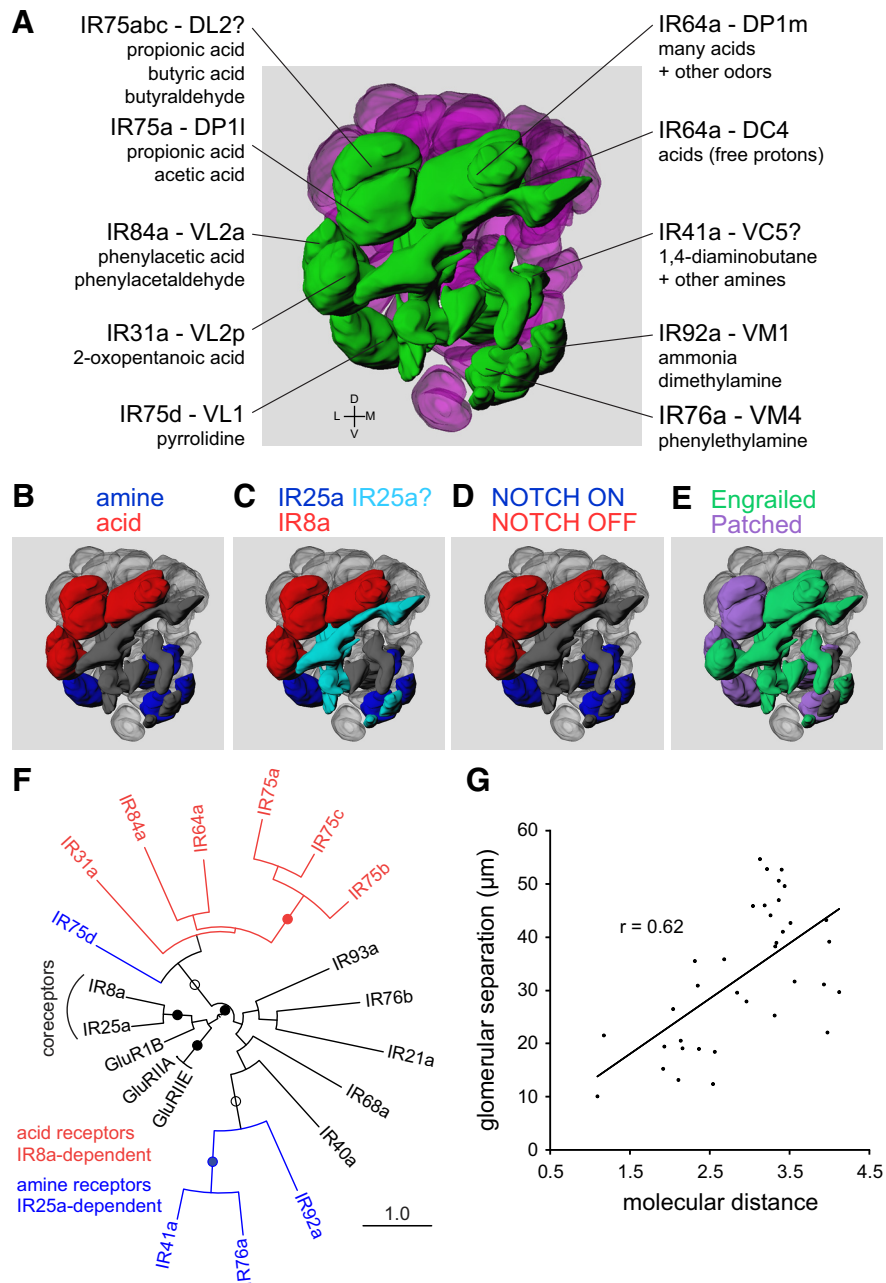 A
IR75abc - DL2?
propionic acid
butyric acid
butyraldehyde
IR75a - DP1l
propionic acid
acetic acid
IR84a - VL2a
phenylacetic acid
phenylacetaldehyde
IR31a - VL2p
2-oxopentanoic acid
IR75d - VL1
pyrrolidine
IR64a - DP1m
many acids
+ other odors
IR64a - DC4
acids (free protons)
IR41a - VC5?
1,4-diaminobutane
+ other amines
IR92a - VM1
ammonia
dimethylamine
IR76a - VM4
phenylethylamine
D
L M
V
B
amine
acid
C
IR25a IR25a?
IR8a
D
NOTCH ON
NOTCH OFF
E
Engrailed
Patched
F
IR31a
IR84a
IR64a
IR75a
IR75c
IR75b
IR75d
coreceptors
IR8a
IR25a
GluR1B
GluRIIA
GluRIIE
IR93a
IR76b
IR21a
IR68a
IR40a
IR92a
IR76a
IR41a
acid receptors
IR8a-dependent
amine receptors
IR25a-dependent
1.0
G
glomerular separation (μm)
60
50
40
30
20
10
0
r = 0.62
0.5 1.5 2.5 3.5 4.5
molecular distance